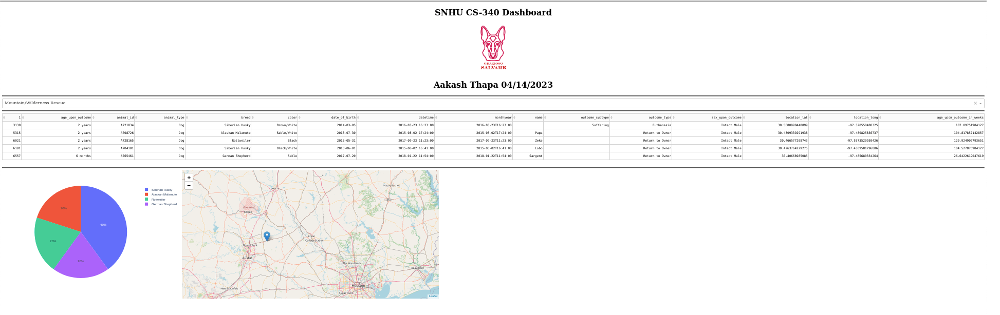 SNHU CS-340 Dashboard
GRAZIOSO
SALVARE
Aakash Thapa 04/14/2023
Mountain/Wilderness Rescue
1 age_upon_outcome animal_id animal_type breed color date_of_birth datetime monthyear name outcome_subtype outcome_type sex_upon_outcome location_lat location_long age_upon_outcome_in_weeks
3130 2 years A721834 Dog Siberian Husky Brown/White 2014-03-05 2016-03-23 16:23:00 2016-03-23T16:23:00 Suffering Euthanasia Intact Male 30.5680998448899 -97.320550480325 107.09751984127
5315 2 years A708726 Dog Alaskan Malamute Sable/White 2013-07-30 2015-08-02 17:24:00 2015-08-02T17:24:00 Papa Return to Owner Intact Male 30.4309339291938 -97.480825836737 104.817857142857
6021 2 years A728165 Dog Rottweiler Black 2015-05-31 2017-09-23 11:23:00 2017-09-23T11:23:00 Zeke Return to Owner Intact Male 30.466577208743 -97.5573520930426 120.924900793651
6191 2 years A704101 Dog Siberian Husky Black/White 2013-06-01 2015-06-02 16:41:00 2015-06-02T16:41:00 Lobo Return to Owner Intact Male 30.4263764229275 -97.4309581796886 104.527876984127
6557 6 months A765461 Dog German Shepherd Sable 2017-07-20 2018-01-22 11:54:00 2018-01-22T11:54:00 Sargent Return to Owner Intact Male 30.40668985085 -97.485680334264 26.6422619047619
Siberian Husky
Alaskan Malamute
Rottweiler
German Shepherd
20%
40%
20%
20%
+
−
Nacogdoches
Waco
Lufkin
Fort Hood
Killeen
Bryan
College Station
Round Rock
Austin
The Woodlands
Beaumont
Houston
New Braunfels
Sugar Land
Leaflet